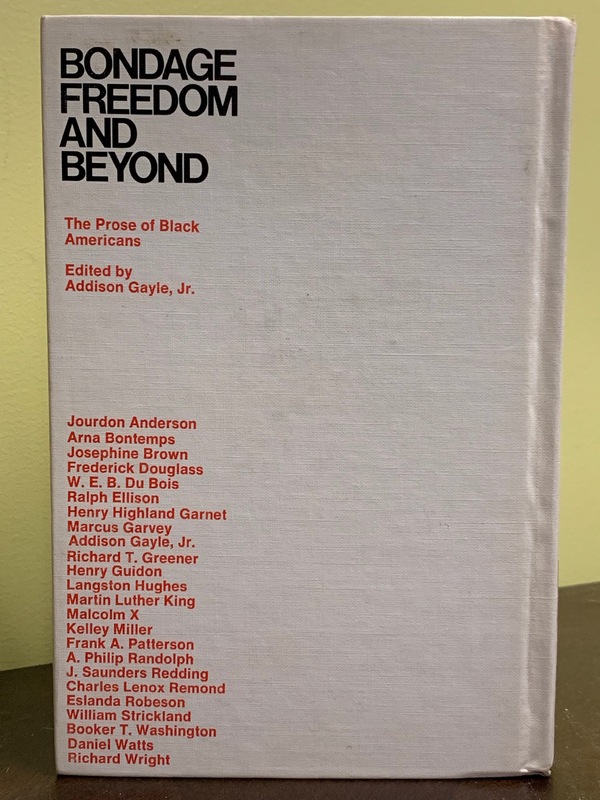 BONDAGE
FREEDOM
AND
BEYOND
The Prose of Black
Americans
Edited by
Addison Gayle, Jr.
Jourdon Anderson
Arna Bontemps
Josephine Brown
Frederick Douglass
W. E. B. Du Bois
Ralph Ellison
Henry Highland Garnet
Marcus Garvey
Addison Gayle, Jr.
Richard T. Greener
Henry Guidon
Langston Hughes
Martin Luther King
Malcolm X
Kelley Miller
Frank A. Patterson
A. Philip Randolph
J. Saunders Redding
Charles Lenox Remond
Eslanda Robeson
William Strickland
Booker T. Washington
Daniel Watts
Richard Wright